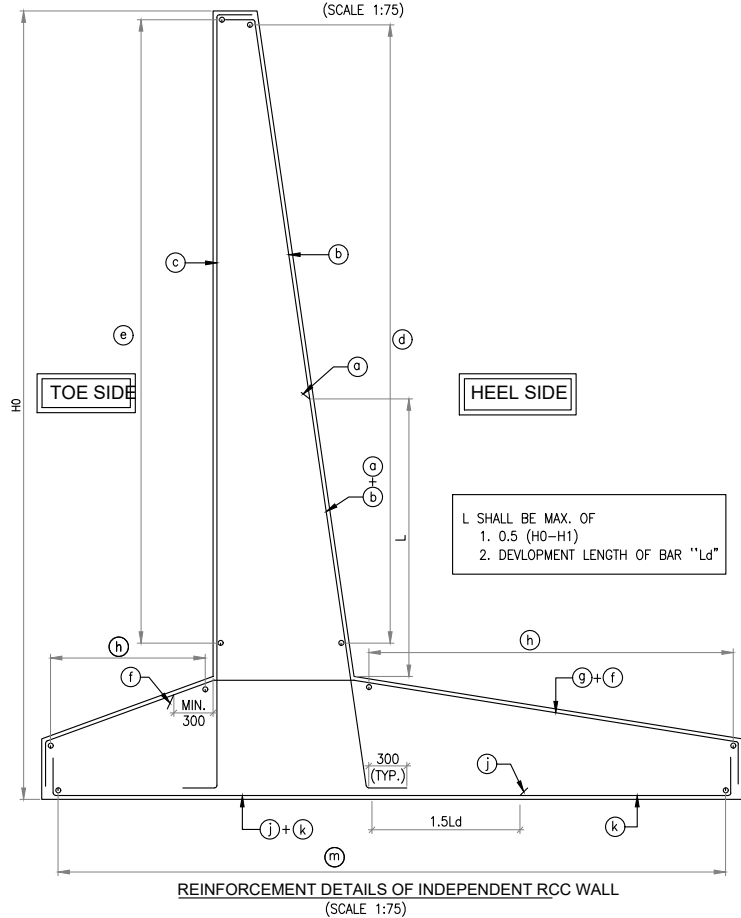 (SCALE 1:75)
c
b
e
d
a
TOE SIDE
HEEL SIDE
H0
a
+
b
L SHALL BE MAX. OF
1. 0.5 (H0-H1)
2. DEVLOPMENT LENGTH OF BAR "Ld"
L
h
h
f
g+f
MIN.
300
300
(TYP.)
j
1.5Ld
j+k
k
m
REINFORCEMENT DETAILS OF INDEPENDENT RCC WALL
(SCALE 1:75)